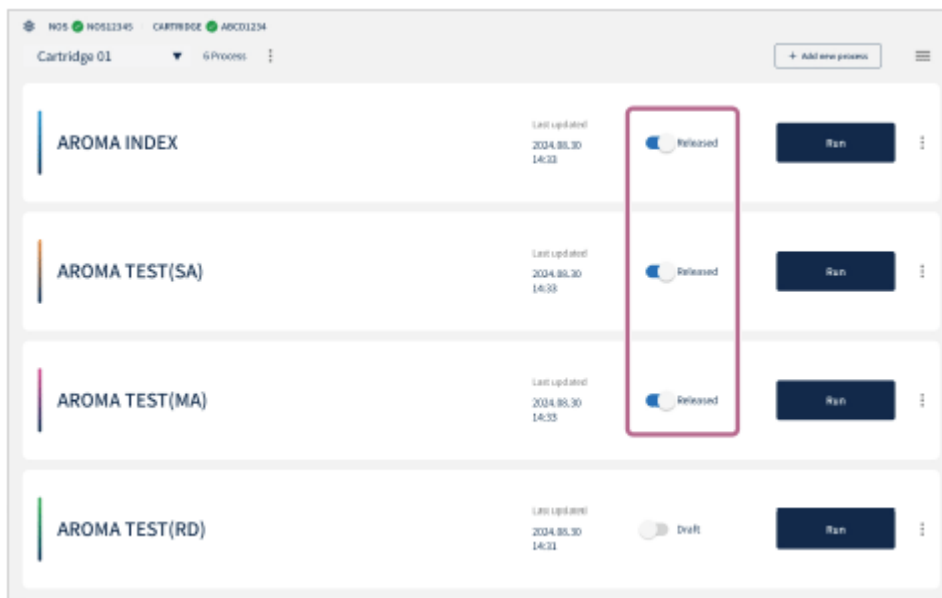 NOS NOS12345 CARTRIDGE ABCD1234
Cartridge 01 6 Process + Add new process
AROMA INDEX
Last updated
2024.08.30
14:33
Released
Run
AROMA TEST(SA)
Last updated
2024.08.30
14:33
Released
Run
AROMA TEST(MA)
Last updated
2024.08.30
14:33
Released
Run
AROMA TEST(RD)
Last updated
2024.08.30
14:31
Draft
Run